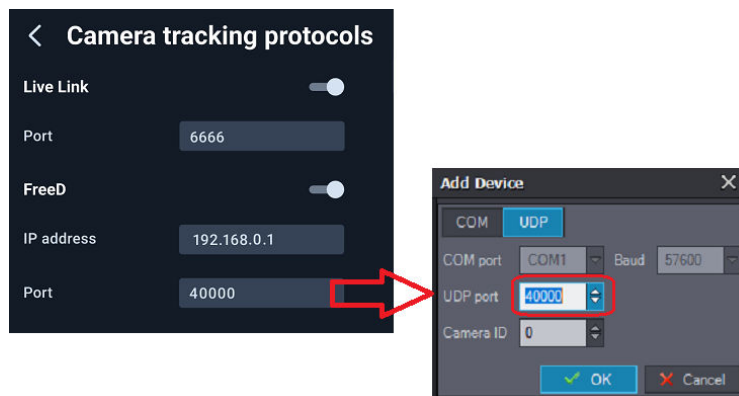 Camera tracking protocols
Live Link
Port 6666
FreeD
IP address 192.168.0.1
Port 40000
Add Device
COM UDP
COM port COM1 Baud 57600
UDP port 40000
Camera ID 0
OK Cancel